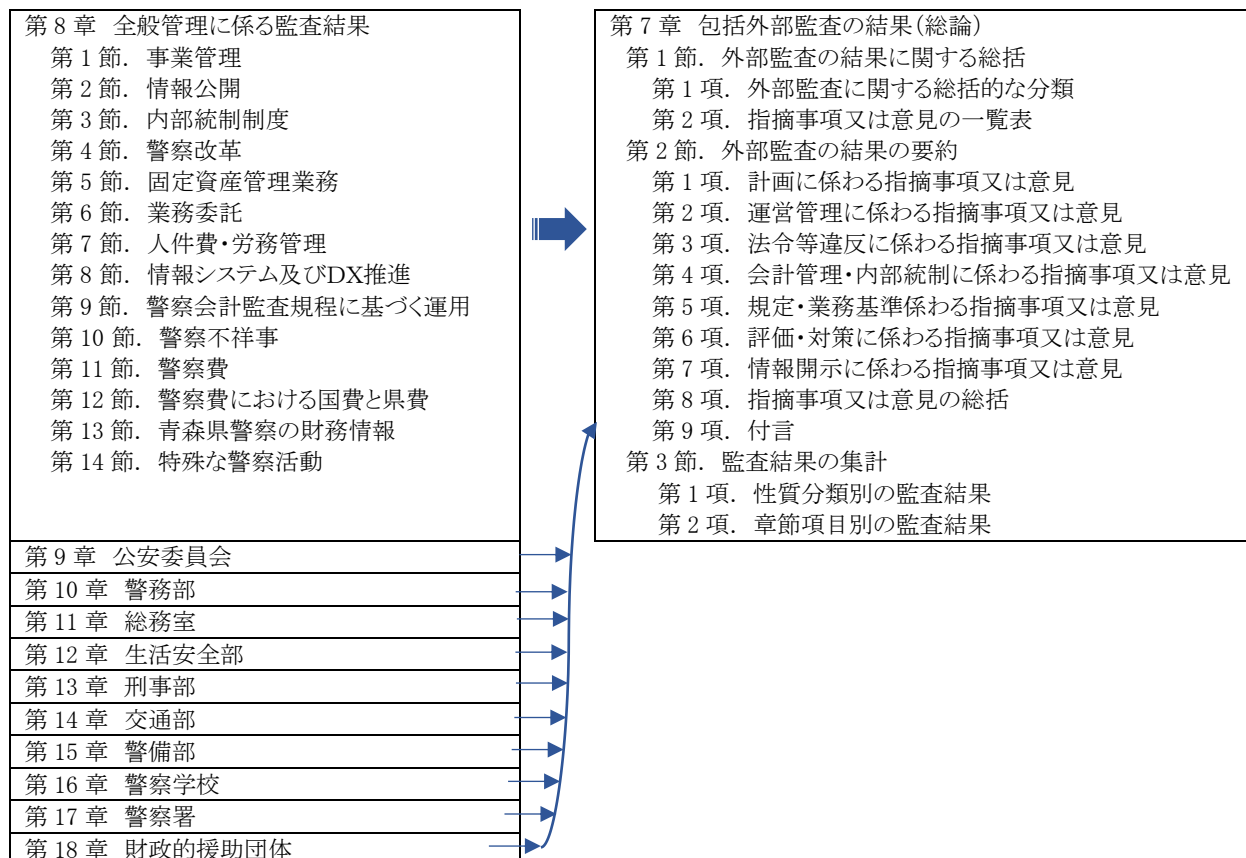 第 8 章 全般管理に係る監査結果
第 1 節．事業管理
第 2 節．情報公開
第 3 節．内部統制制度
第 4 節．警察改革
第 5 節．固定資産管理業務
第 6 節．業務委託
第 7 節．人件費・労務管理
第 8 節．情報システム及びDX推進
第 9 節．警察会計監査規程に基づく運用
第 10 節．警察不祥事
第 11 節．警察費
第 12 節．警察費における国費と県費
第 13 節．青森県警察の財務情報
第 14 節．特殊な警察活動
第 9 章 公安委員会
第 10 章 警務部
第 11 章 総務室
第 12 章 生活安全部
第 13 章 刑事部
第 14 章 交通部
第 15 章 警備部
第 16 章 警察学校
第 17 章 警察署
第 18 章 財政的援助団体
第 7 章 包括外部監査の結果（総論）
第 1 節．外部監査の結果に関する総括
第 1 項．外部監査に関する総括的な分類
第 2 項．指摘事項又は意見の一覧表
第 2 節．外部監査の結果の要約
第 1 項．計画に係わる指摘事項又は意見
第 2 項．運営管理に係わる指摘事項又は意見
第 3 項．法令等違反に係わる指摘事項又は意見
第 4 項．会計管理・内部統制に係わる指摘事項又は意見
第 5 項．規定・業務基準係わる指摘事項又は意見
第 6 項．評価・対策に係わる指摘事項又は意見
第 7 項．情報開示に係わる指摘事項又は意見
第 8 項．指摘事項又は意見の総括
第 9 項．付言
第 3 節．監査結果の集計
第 1 項．性質分類別の監査結果
第 2 項．章節項目別の監査結果